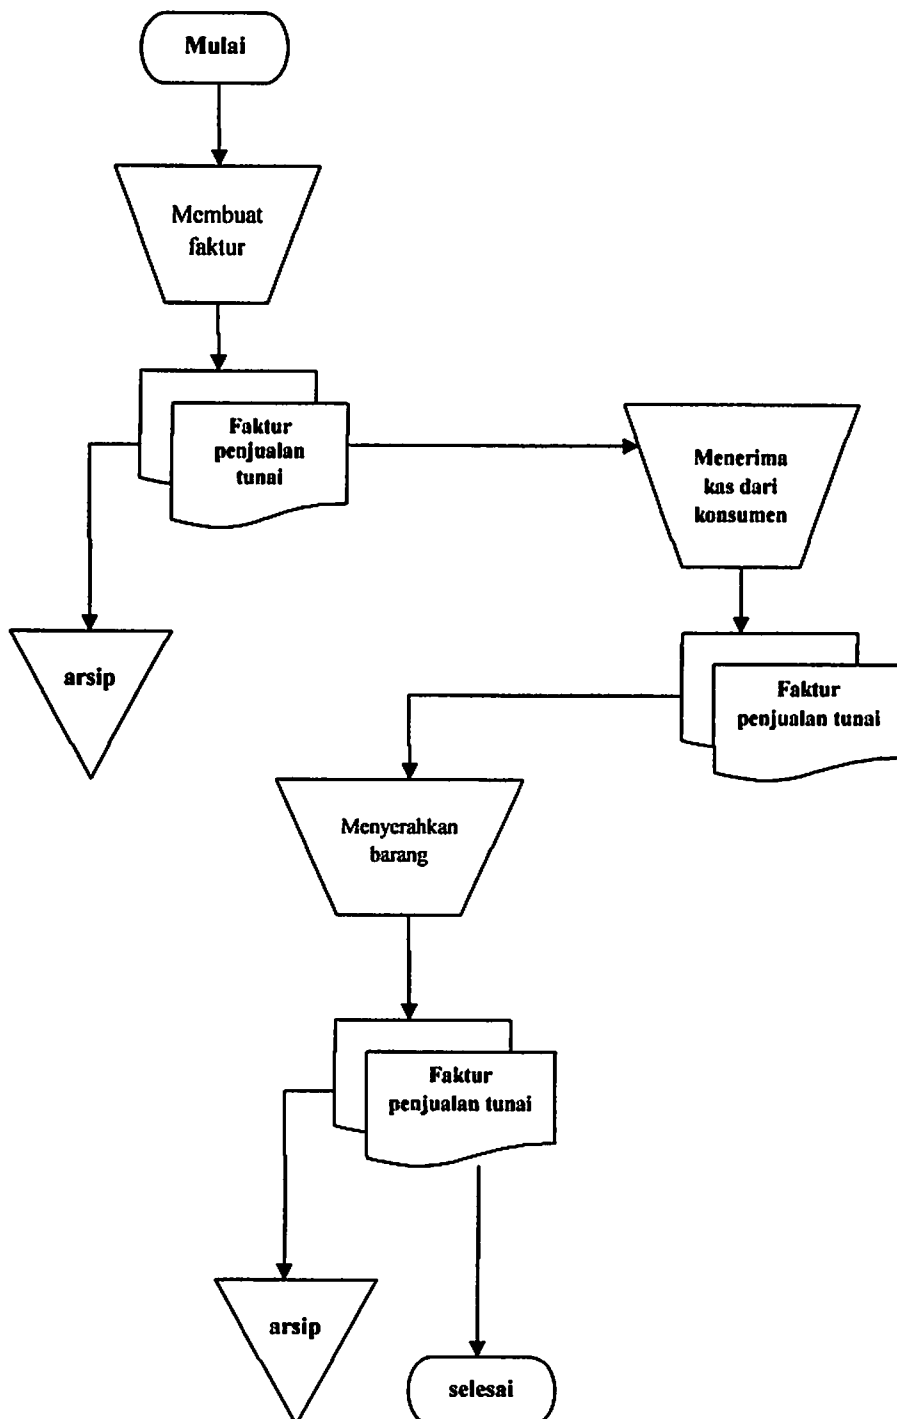 Mulai
Membuat
faktur
Faktur
penjualan
tunai
Menerima
kas dari
konsumen
arsip
Faktur
penjualan tunai
Menyerahkan
barang
Faktur
penjualan tunai
arsip
selesai